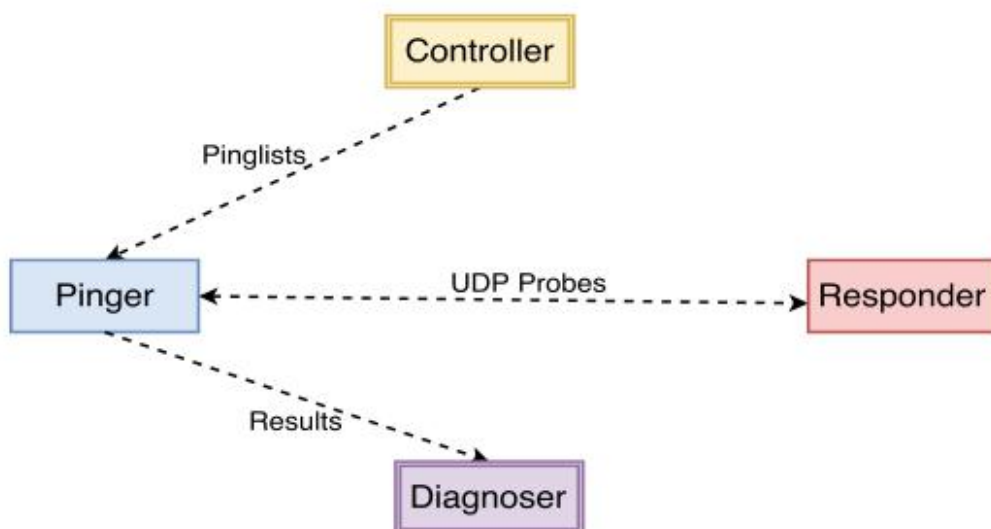 Controller
Pinglists
Pinger
UDP Probes
Responder
Results
Diagnoser